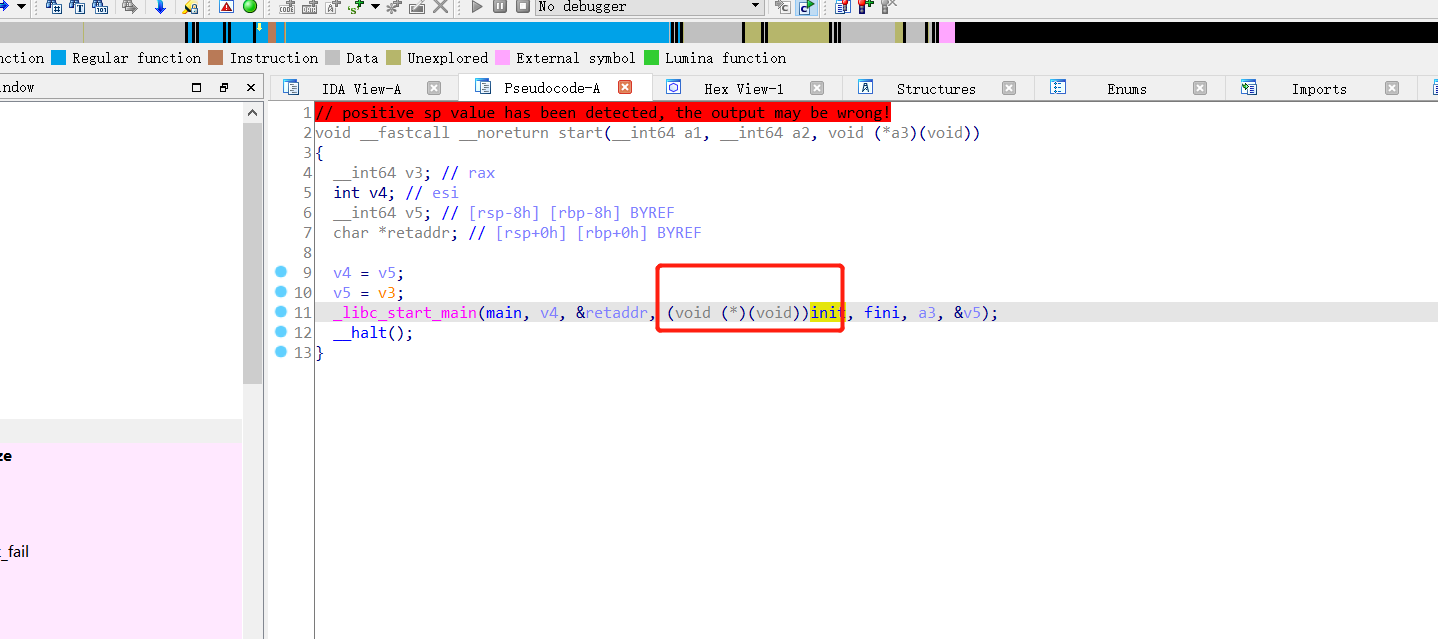 No debugger
nction Regular function Instruction Data Unexplored External symbol Lumina function
ndow
IDA View-A Pseudocode-A Hex View-1 Structures Enums Imports
1 // positive sp value has been detected, the output may be wrong!
2 void __fastcall __noreturn start(__int64 a1, __int64 a2, void (*a3)(void))
3 {
4 __int64 v3; // rax
5 int v4; // esi
6 __int64 v5; // [rsp-8h] [rbp-8h] BYREF
7 char *retaddr; // [rsp+0h] [rbp+0h] BYREF
8
9 v4 = v5;
10 v5 = v3;
11 _libc_start_main(main, v4, &retaddr, (void (*)(void))init, fini, a3, &v5);
12 __halt();
13 }
ze
_fail